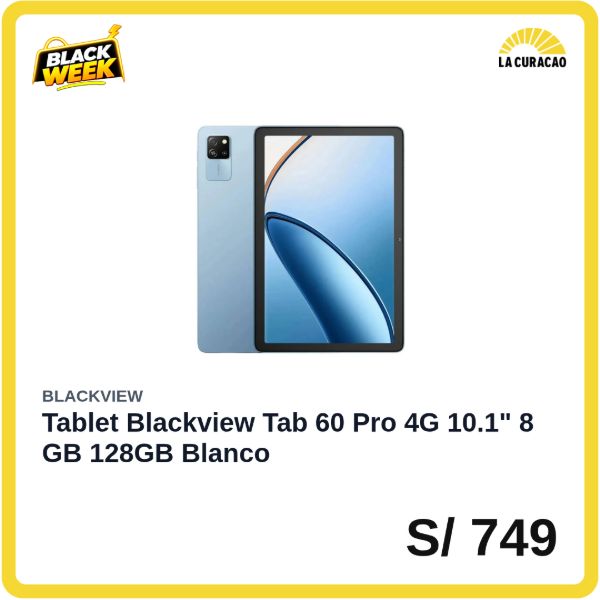 BLACK
WEEK
LA CURACAO
BLACKVIEW
Tablet Blackview Tab 60 Pro 4G 10.1" 8
GB 128GB Blanco
S/ 749